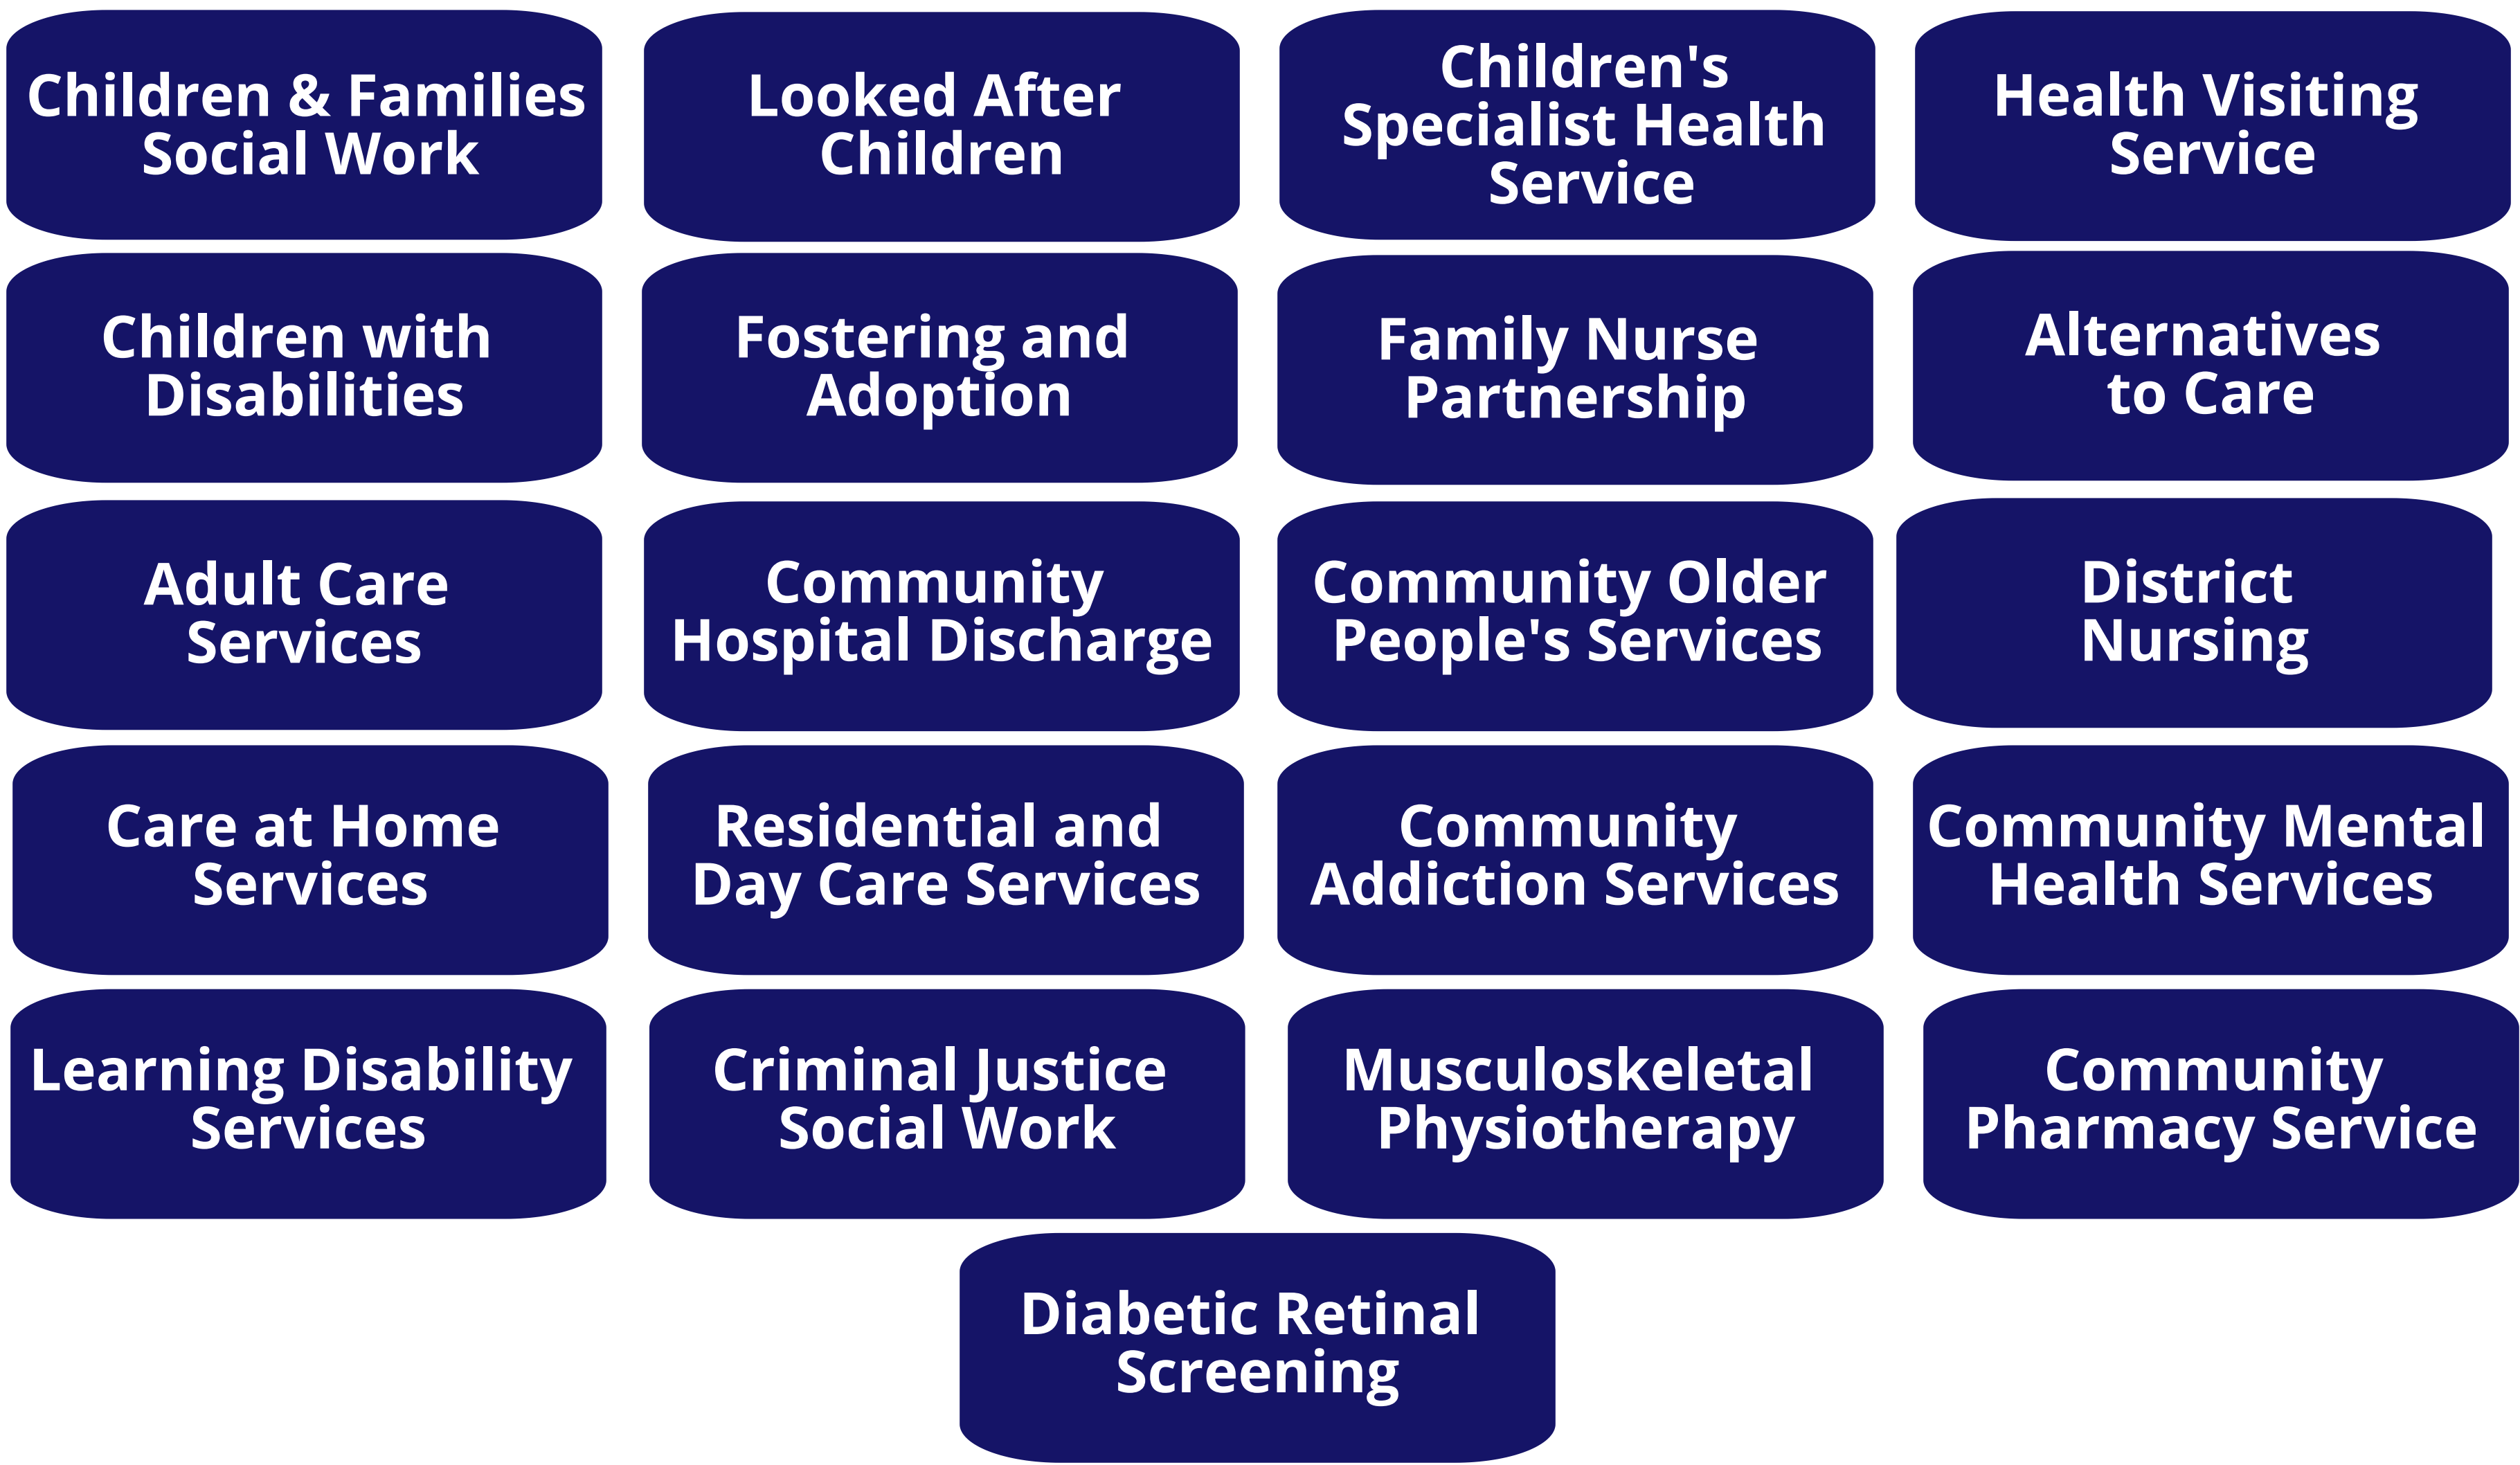 Children & Families
Social Work
Looked After
Children
Children's
Specialist Health
Service
Health Visiting
Service
Children with
Disabilities
Fostering and
Adoption
Family Nurse
Partnership
Alternatives
to Care
Adult Care
Services
Community
Hospital Discharge
Community Older
People's Services
District
Nursing
Care at Home
Services
Residential and
Day Care Services
Community
Addiction Services
Community Mental
Health Services
Learning Disability
Services
Criminal Justice
Social Work
Musculoskeletal
Physiotherapy
Community
Pharmacy Service
Diabetic Retinal
Screening